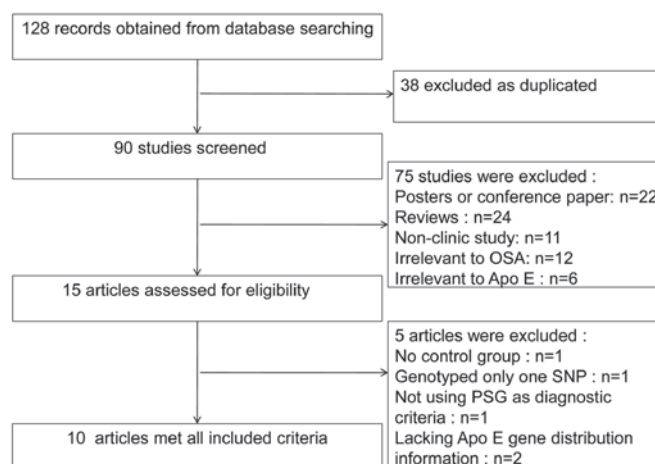 128 records obtained from database searching
38 excluded as duplicated
90 studies screened
75 studies were excluded :
Posters or conference paper: n=22
Reviews : n=24
Non-clinic study: n=11
Irrelevant to OSA: n=12
Irrelevant to Apo E : n=6
15 articles assessed for eligibility
5 articles were excluded :
No control group : n=1
Genotyped only one SNP : n=1
Not using PSG as diagnostic
criteria : n=1
Lacking Apo E gene distribution
information : n=2
10 articles met all included criteria